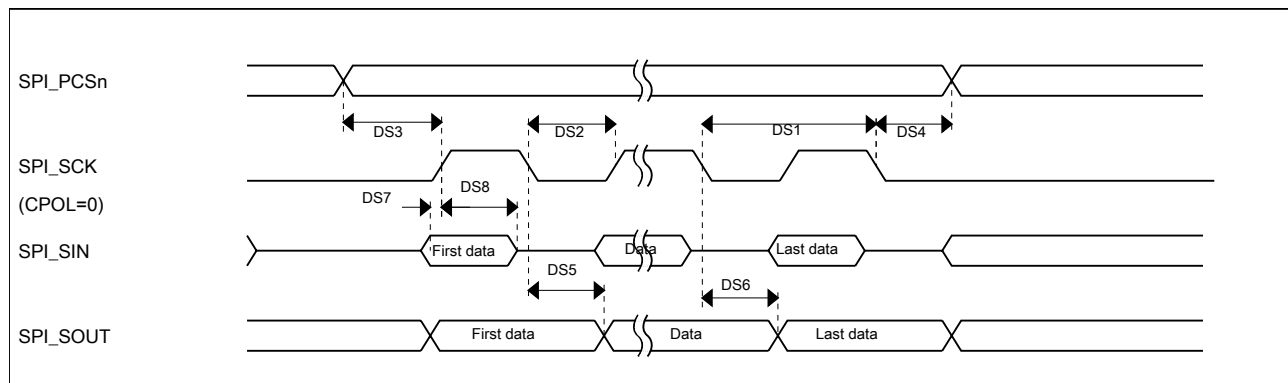 SPI_PCSn
DS3
DS2
DS1
DS4
SPI_SCK
(CPOL=0)
DS7
DS8
SPI_SIN
First data
Data
Last data
DS5
DS6
SPI_SOUT
First data
Data
Last data